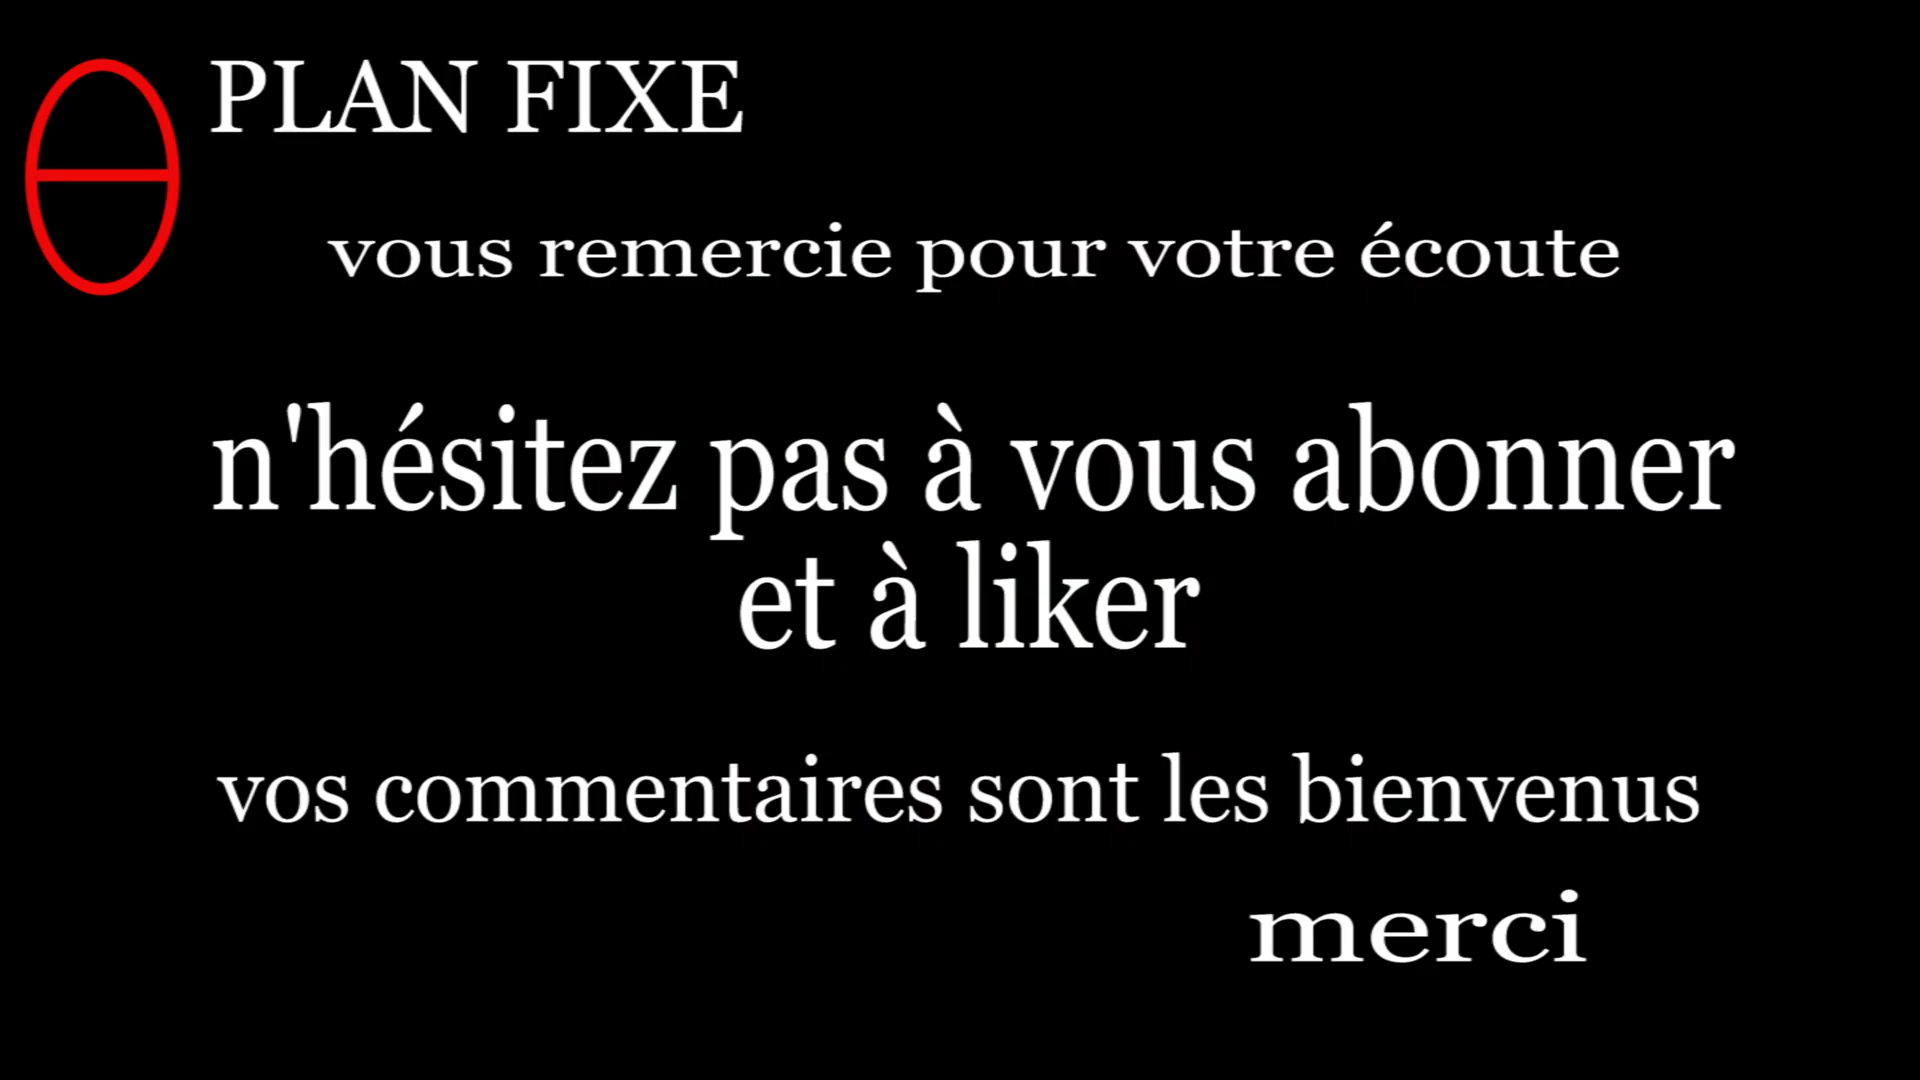 PLAN FIXE
vous remercie pour votre écoute
n'hésitez pas à vous abonner
et à liker
vos commentaires sont les bienvenus
merci